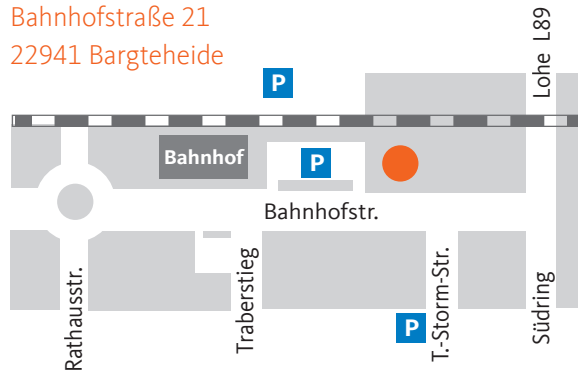 Bahnhofstraße 21
22941 Bargteheide
Lohe L89
P
Bahnhof
P
Bahnhofstr.
Rathausstr.
Traberstieg
P
T.-Storm-Str.
Südring